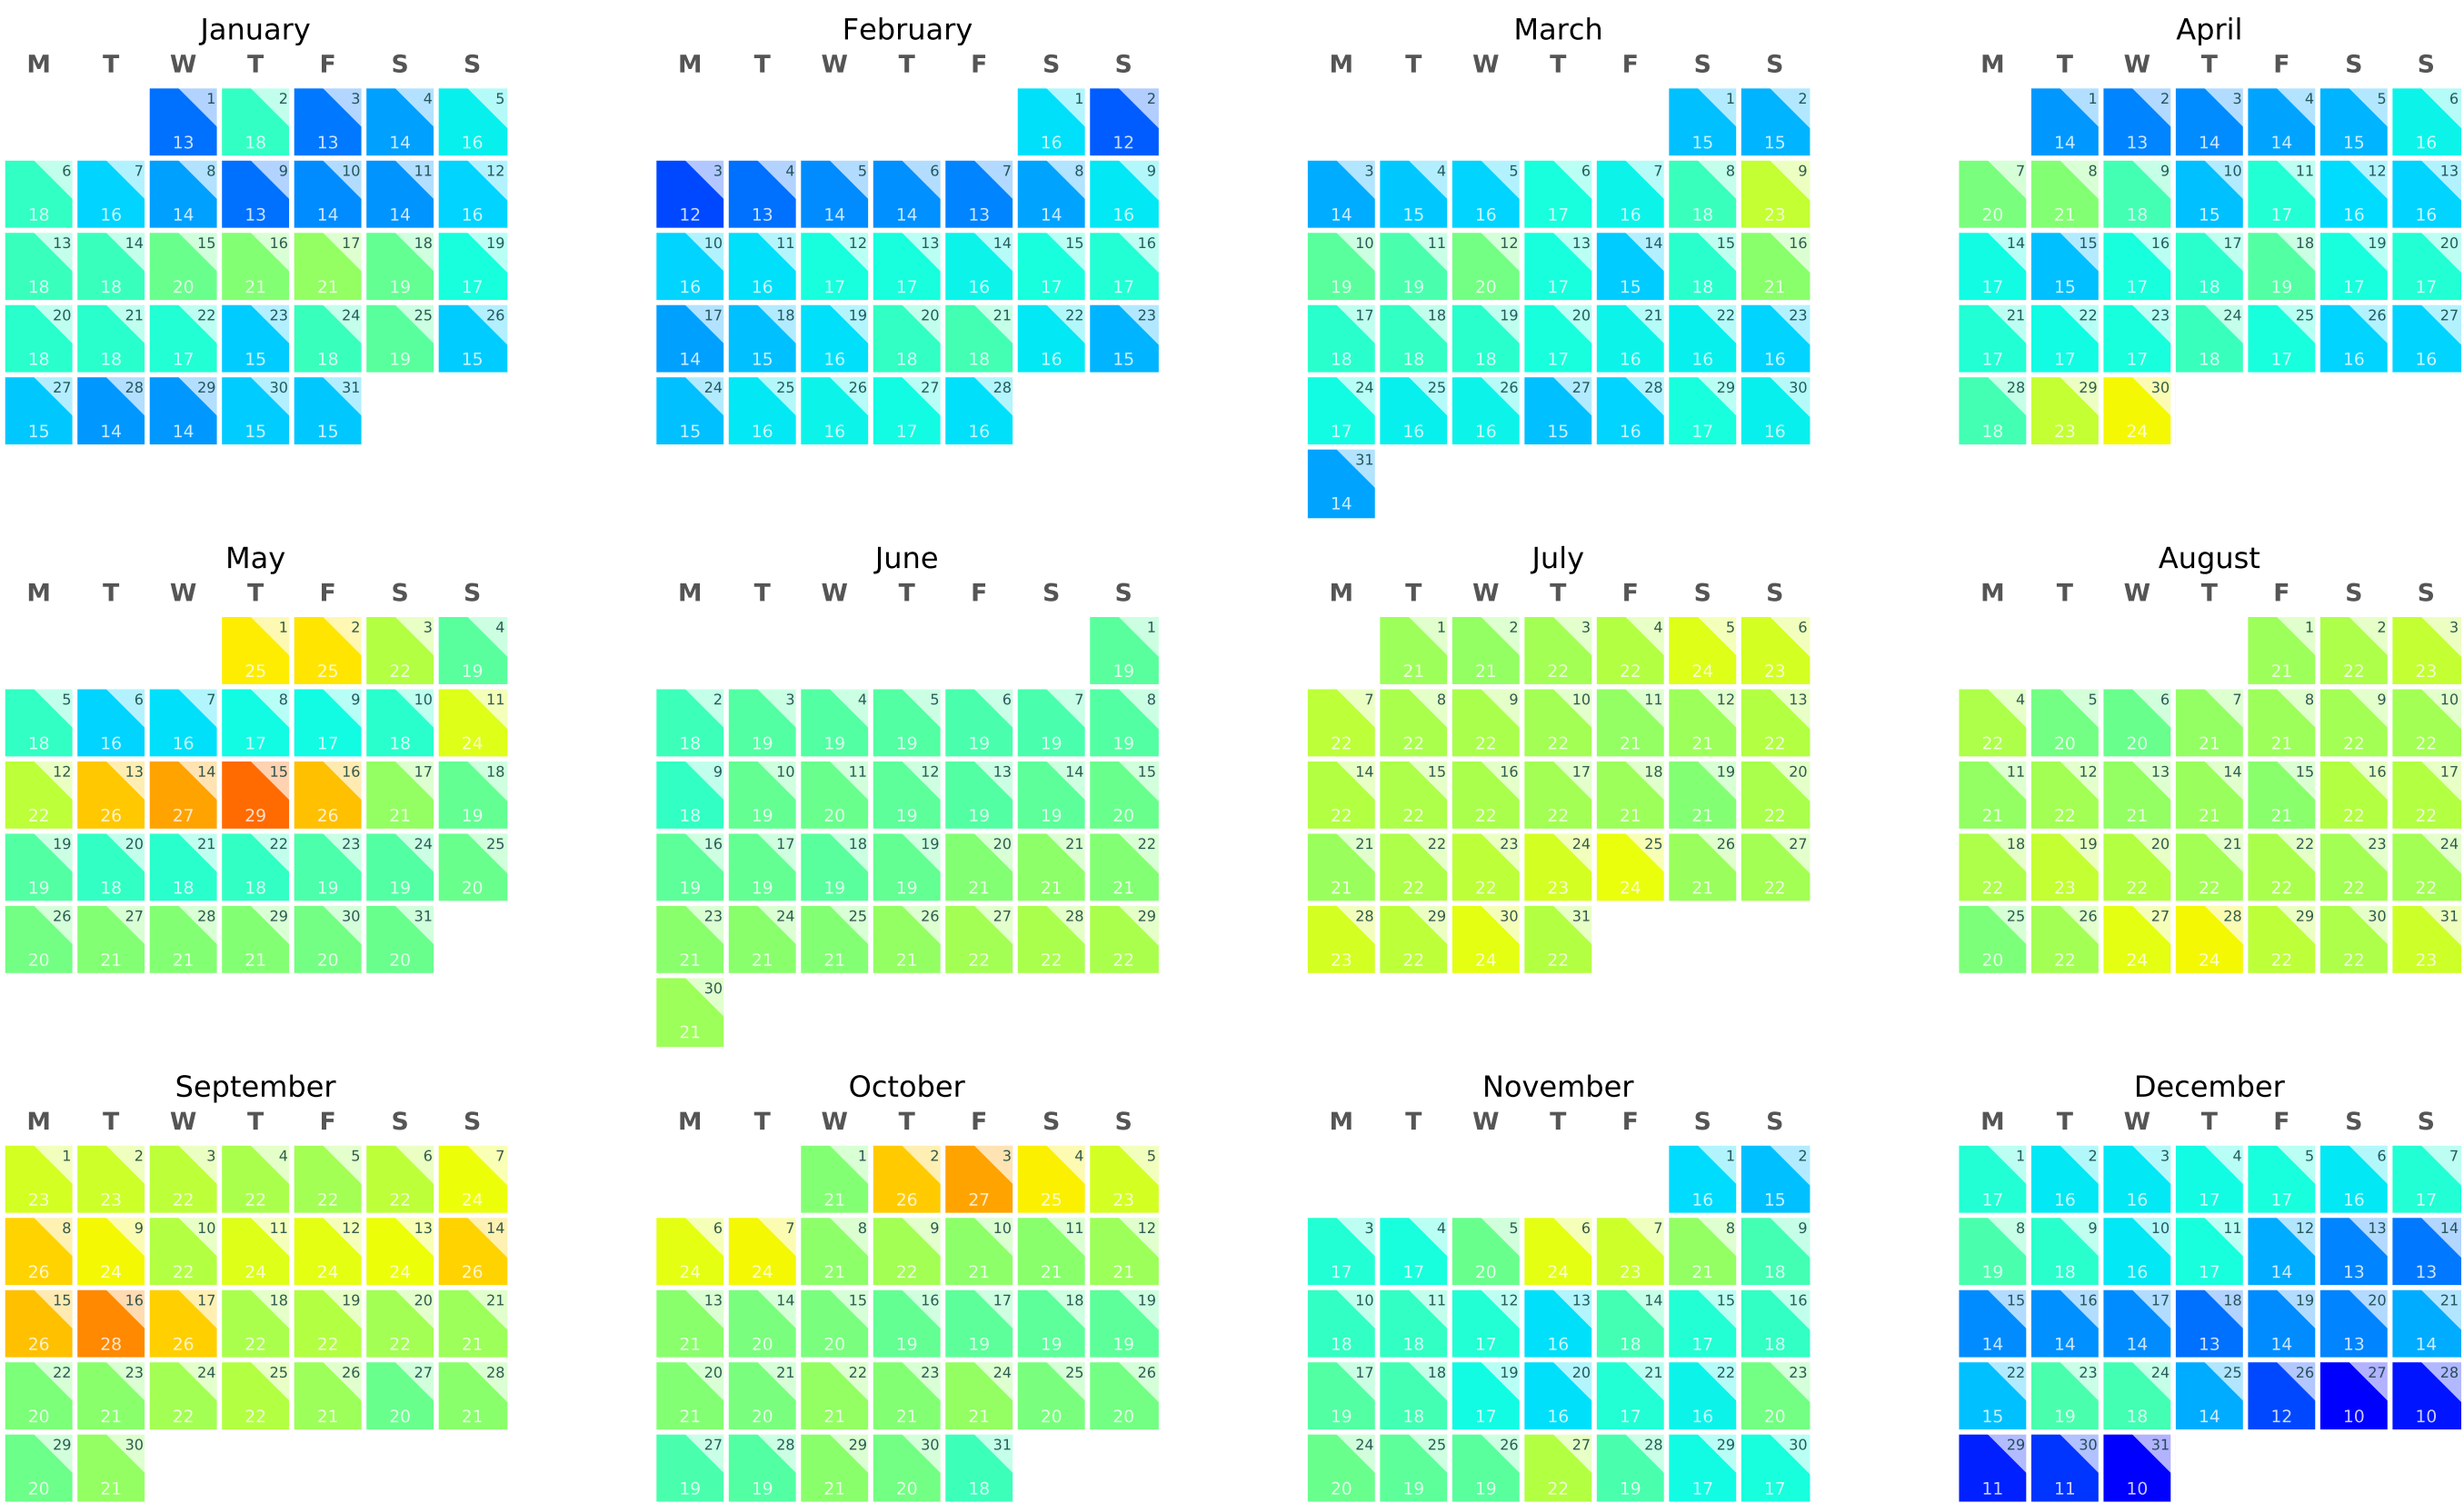 January February March April
M T W T F S S M T W T F S S M T W T F S S M T W T F S S
1 2 3 4 5 1 2 1 2 1 2 3 4 5 6
13 18 13 14 16 16 12 15 15 14 13 14 14 15 16
6 7 8 9 10 11 12 3 4 5 6 7 8 9 3 4 5 6 7 8 9 7 8 9 10 11 12 13
18 16 14 13 14 14 16 12 13 14 14 13 14 16 14 15 16 17 16 18 23 20 21 18 15 17 16 16
13 14 15 16 17 18 19 10 11 12 13 14 15 16 10 11 12 13 14 15 16 14 15 16 17 18 19 20
18 18 20 21 21 19 17 16 16 17 17 16 17 17 19 19 20 17 15 18 21 17 15 17 18 19 17 17
20 21 22 23 24 25 26 17 18 19 20 21 22 23 17 18 19 20 21 22 23 21 22 23 24 25 26 27
18 18 17 15 18 19 15 14 15 16 18 18 16 15 18 18 18 17 16 16 16 17 17 17 18 17 16 16
27 28 29 30 31 24 25 26 27 28 24 25 26 27 28 29 30 28 29 30
15 14 14 15 15 15 16 16 17 16 17 16 16 15 16 17 16 18 23 24
31
14
May June July August
M T W T F S S M T W T F S S M T W T F S S M T W T F S S
1 2 3 4 1 1 2 3 4 5 6 1 2 3
25 25 22 19 19 21 21 22 22 24 23 21 22 23
5 6 7 8 9 10 11 2 3 4 5 6 7 8 7 8 9 10 11 12 13 4 5 6 7 8 9 10
18 16 16 17 17 18 24 18 19 19 19 19 19 19 22 22 22 22 21 21 22 22 20 20 21 21 22 22
12 13 14 15 16 17 18 9 10 11 12 13 14 15 14 15 16 17 18 19 20 11 12 13 14 15 16 17
22 26 27 29 26 21 19 18 19 20 19 19 19 20 22 22 22 22 21 21 22 21 22 21 21 21 22 22
19 20 21 22 23 24 25 16 17 18 19 20 21 22 21 22 23 24 25 26 27 18 19 20 21 22 23 24
19 18 18 18 19 19 20 19 19 19 19 21 21 21 21 22 22 23 24 21 22 22 23 22 22 22 22 22
26 27 28 29 30 31 23 24 25 26 27 28 29 28 29 30 31 25 26 27 28 29 30 31
20 21 21 21 20 20 21 21 21 21 22 22 22 23 22 24 22 20 22 24 24 22 22 23
30
21
September October November December
M T W T F S S M T W T F S S M T W T F S S M T W T F S S
1 2 3 4 5 6 7 1 2 3 4 5 1 2 1 2 3 4 5 6 7
23 23 22 22 22 22 24 21 26 27 25 23 16 15 17 16 16 17 17 16 17
8 9 10 11 12 13 14 6 7 8 9 10 11 12 3 4 5 6 7 8 9 8 9 10 11 12 13 14
26 24 22 24 24 24 26 24 24 21 22 21 21 21 17 17 20 24 23 21 18 19 18 16 17 14 13 13
15 16 17 18 19 20 21 13 14 15 16 17 18 19 10 11 12 13 14 15 16 15 16 17 18 19 20 21
26 28 26 22 22 22 21 21 20 20 19 19 19 19 18 18 17 16 18 17 18 14 14 14 13 14 13 14
22 23 24 25 26 27 28 20 21 22 23 24 25 26 17 18 19 20 21 22 23 22 23 24 25 26 27 28
20 21 22 22 21 20 21 21 20 21 21 21 20 20 19 18 17 16 17 16 20 15 19 18 14 12 10 10
29 30 27 28 29 30 31 24 25 26 27 28 29 30 29 30 31
20 21 19 19 21 20 18 20 19 19 22 19 17 17 11 11 10